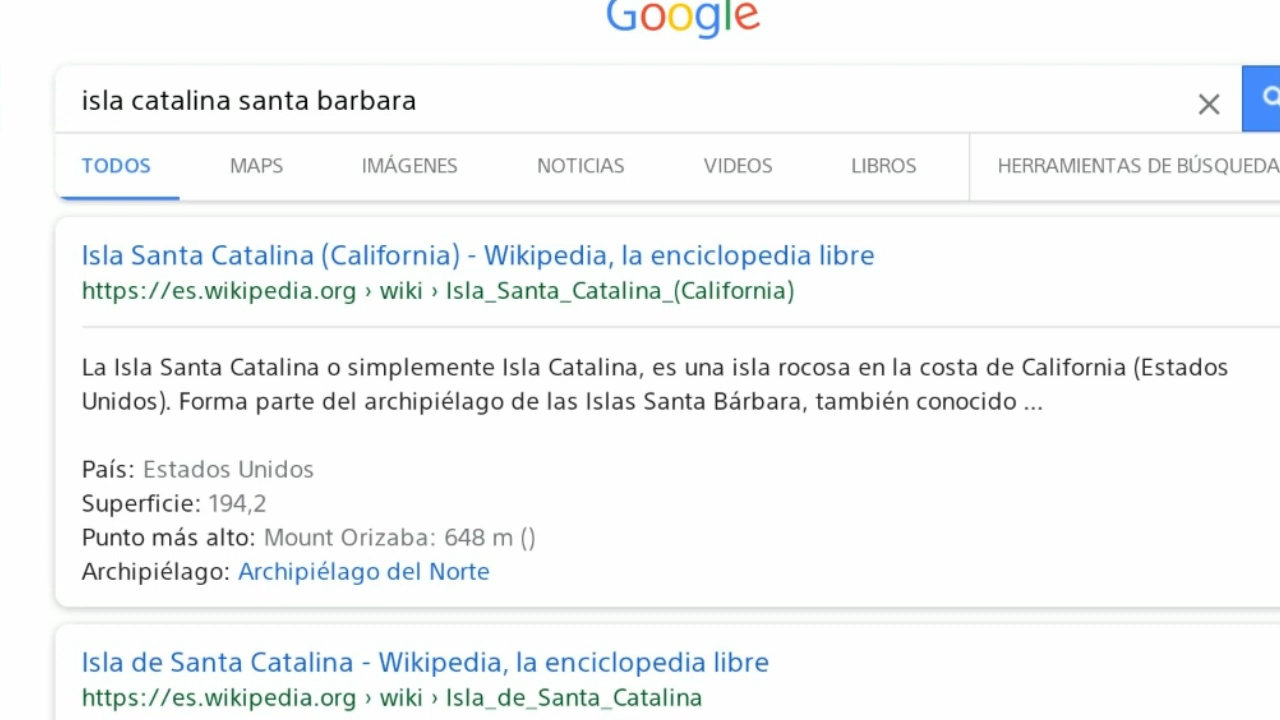 Google
isla catalina santa barbara
TODOS MAPS IMÁGENES NOTICIAS VIDEOS LIBROS HERRAMIENTAS DE BÚSQUEDA
Isla Santa Catalina (California) - Wikipedia, la enciclopedia libre
https://es.wikipedia.org › wiki › Isla_Santa_Catalina_(California)
La Isla Santa Catalina o simplemente Isla Catalina, es una isla rocosa en la costa de California (Estados
Unidos). Forma parte del archipiélago de las Islas Santa Bárbara, también conocido ...
País: Estados Unidos
Superficie: 194,2
Punto más alto: Mount Orizaba: 648 m ()
Archipiélago: Archipiélago del Norte
Isla de Santa Catalina - Wikipedia, la enciclopedia libre
https://es.wikipedia.org › wiki › Isla_de_Santa_Catalina